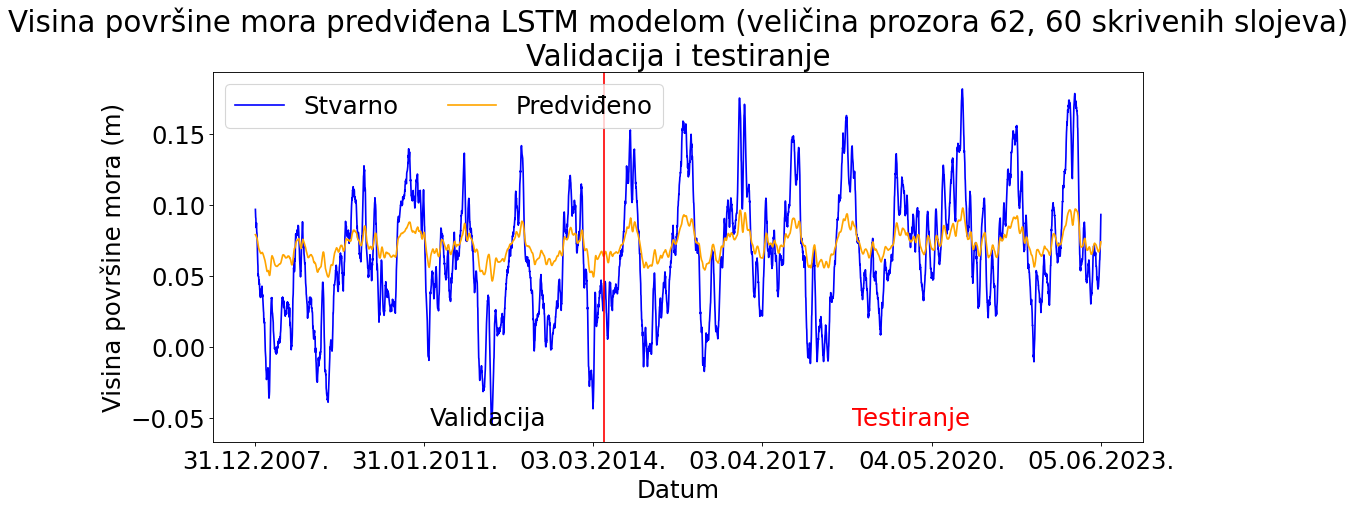 Visina površine mora predviđena LSTM modelom (veličina prozora 62, 60 skrivenih slojeva)
Validacija i testiranje
Stvarno
Predviđeno
Visina površine mora (m)
0.15
0.10
0.05
0.00
−0.05
Validacija
Testiranje
31.12.2007.
31.01.2011.
03.03.2014.
03.04.2017.
04.05.2020.
05.06.2023.
Datum